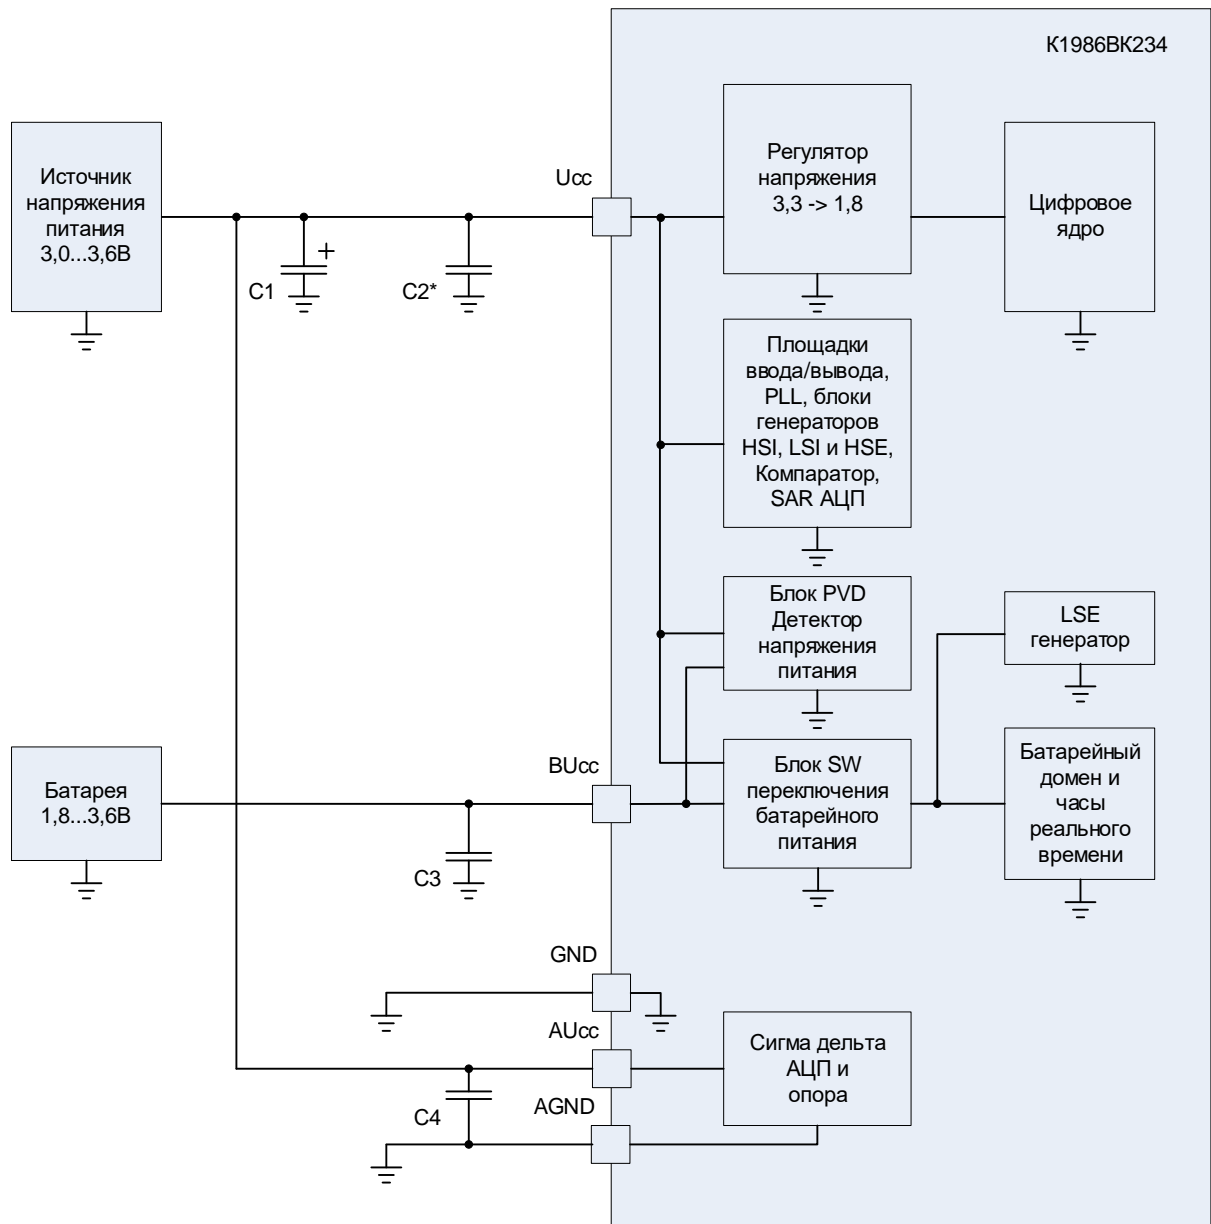 К1986ВК234
Источник
напряжения
питания
3,0...3,6В
Ucc
C1
+
C2*
Регулятор
напряжения
3,3 -> 1,8
Цифровое
ядро
Площадки
ввода/вывода,
PLL, блоки
генераторов
HSI, LSI и HSE,
Компаратор,
SAR АЦП
Блок PVD
Детектор
напряжения
питания
LSE
генератор
Батарея
1,8...3,6В
BUcc
C3
Блок SW
переключения
батарейного
питания
Батарейный
домен и
часы
реального
времени
GND
AUcc
C4
AGND
Сигма дельта
АЦП и
опора